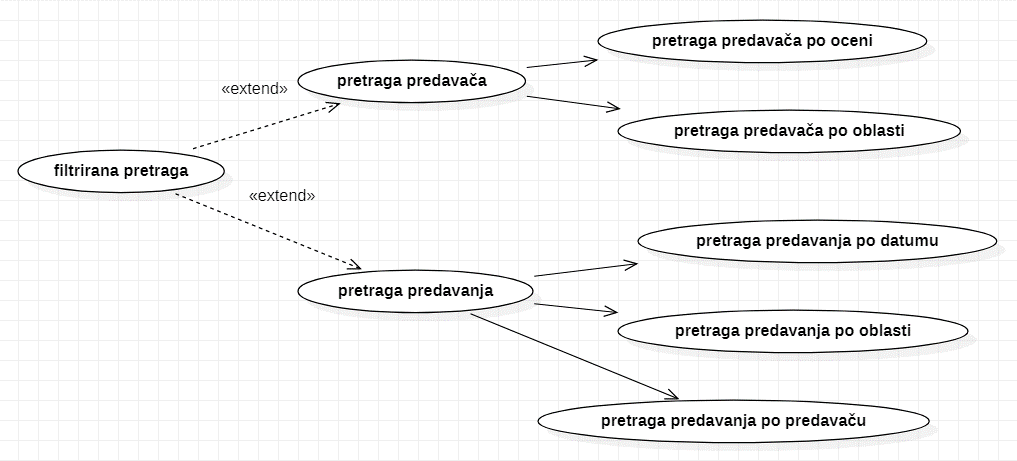 pretraga predavača po oceni
pretraga predavača
«extend»
pretraga predavača po oblasti
filtrirana pretraga
«extend»
pretraga predavanja po datumu
pretraga predavanja
pretraga predavanja po oblasti
pretraga predavanja po predavaču